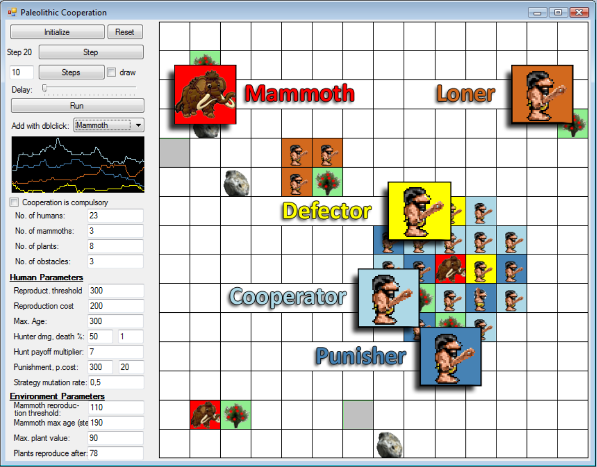 Paleolithic Cooperation
Initialize Reset
Step 20 Step
10 Steps draw
Delay:
Run
Add with dblclick: Mammoth
Cooperation is compulsory
No. of humans: 23
No. of mammoths: 3
No. of plants: 8
No. of obstacles: 3
Human Parameters
Reproduct. threshold 300
Reproduction cost 200
Max. Age: 300
Hunter dmg, death %: 50 1
Hunt payoff multiplier: 7
Punishment, p.cost: 300 20
Strategy mutation rate: 0,5
Environment Parameters
Mammoth reproduc-
tion threshold: 110
Mammoth max age (ste 190
Max. plant value: 90
Plants reproduce after: 78
Mammoth
Loner
Defector
Cooperator
Punisher